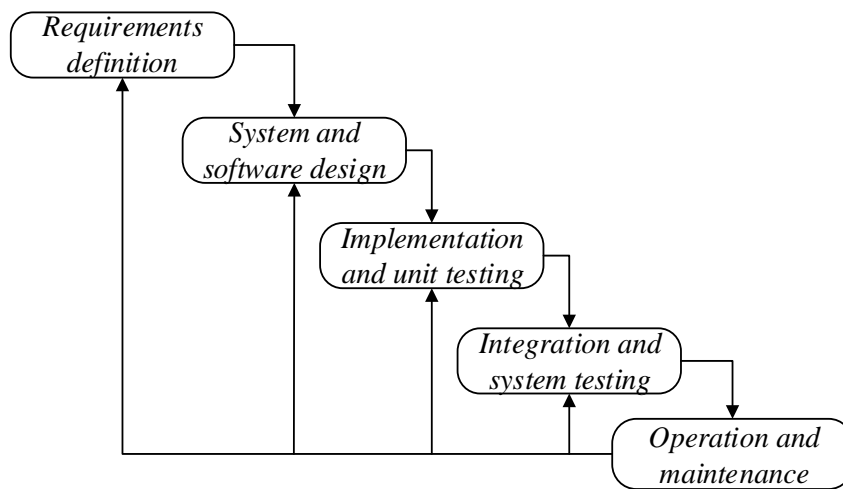 Requirements
definition
System and
software design
Implementation
and unit testing
Integration and
system testing
Operation and
maintenance